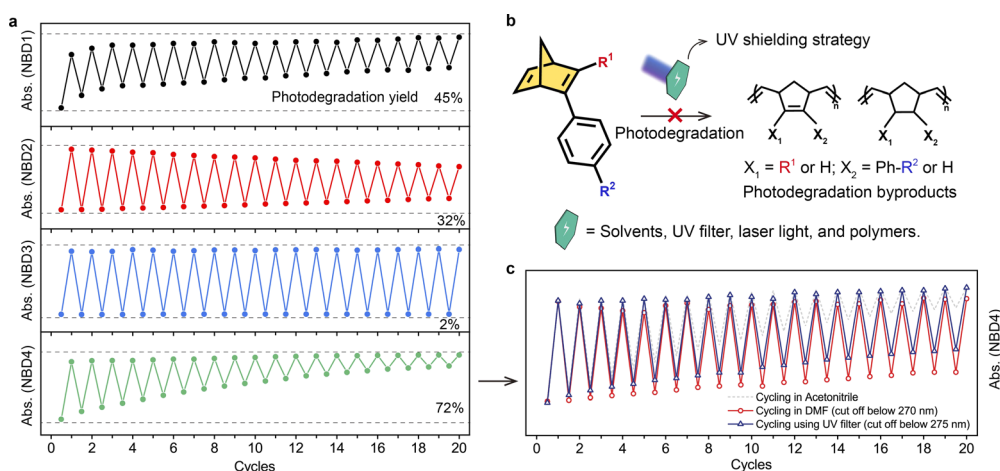 a
Abs. (NBD1)
Photodegradation yield 45%
Abs. (NBD2)
32%
Abs. (NBD3)
2%
Abs. (NBD4)
72%
0 2 4 6 8 10 12 14 16 18 20
Cycles
b
UV shielding strategy
R¹
R²
Photodegradation
n
n
X₁ X₂ X₁ X₂
X₁ = R¹ or H; X₂ = Ph-R² or H
Photodegradation byproducts
= Solvents, UV filter, laser light, and polymers.
c
Abs. (NBD4)
Cycling in Acetonitrile
Cycling in DMF (cut off below 270 nm)
Cycling using UV filter (cut off below 275 nm)
0 2 4 6 8 10 12 14 16 18 20
Cycles